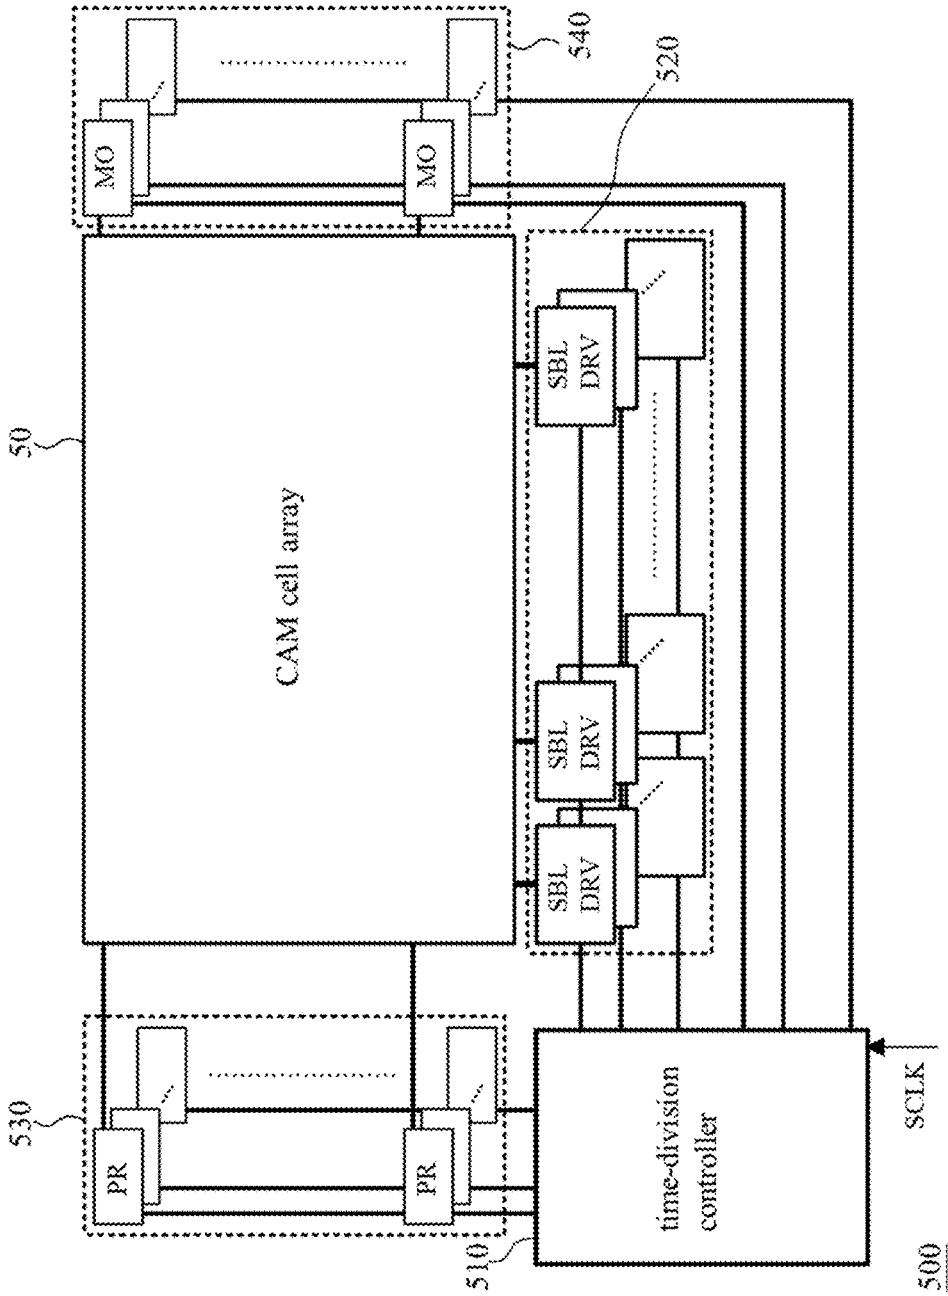 530
PR
PR
510
time-division
controller
SCLK
500
50
CAM cell array
SBL
DRV
SBL
DRV
SBL
DRV
520
MO
MO
540